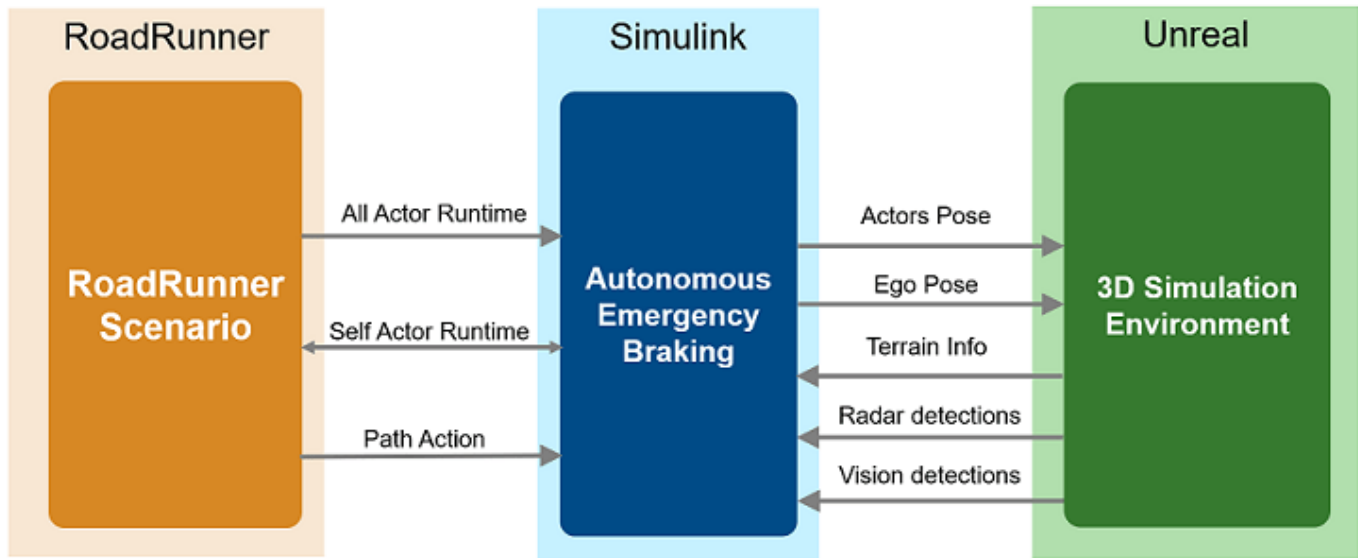 RoadRunner
Simulink
Unreal
RoadRunner
Scenario
All Actor Runtime
Self Actor Runtime
Path Action
Autonomous
Emergency
Braking
Actors Pose
Ego Pose
Terrain Info
Radar detections
Vision detections
3D Simulation
Environment